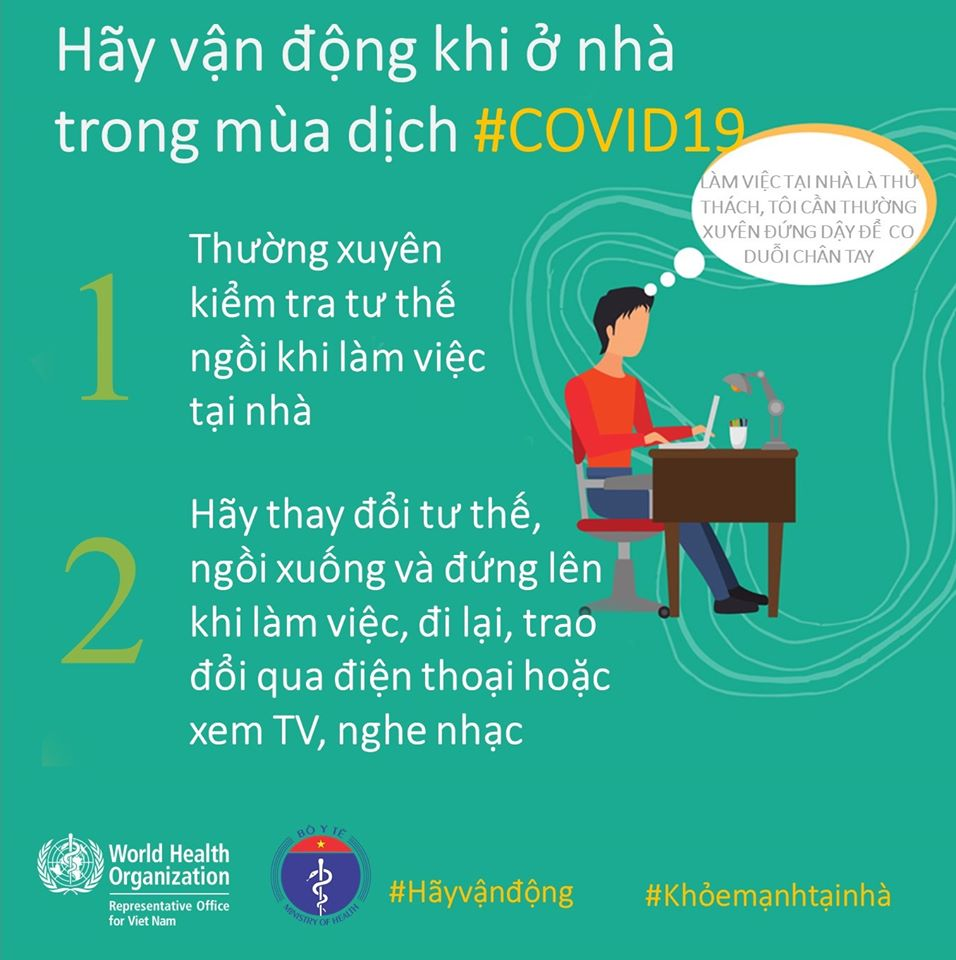 Hãy vận động khi ở nhà
trong mùa dịch #COVID19
LÀM VIỆC TẠI NHÀ LÀ THỬ
THÁCH, TÔI CẦN THƯỜNG
XUYÊN ĐỨNG DẬY ĐỂ CO
DUỖI CHÂN TAY
1
Thường xuyên
kiểm tra tư thế
ngồi khi làm việc
tại nhà
2
Hãy thay đổi tư thế,
ngồi xuống và đứng lên
khi làm việc, đi lại, trao
đổi qua điện thoại hoặc
xem TV, nghe nhạc
World Health
Organization
Representative Office
for Viet Nam
BỘ Y TẾ
MINISTRY OF HEALTH
#Hãyvậnđộng
#Khỏemạnhtạinhà